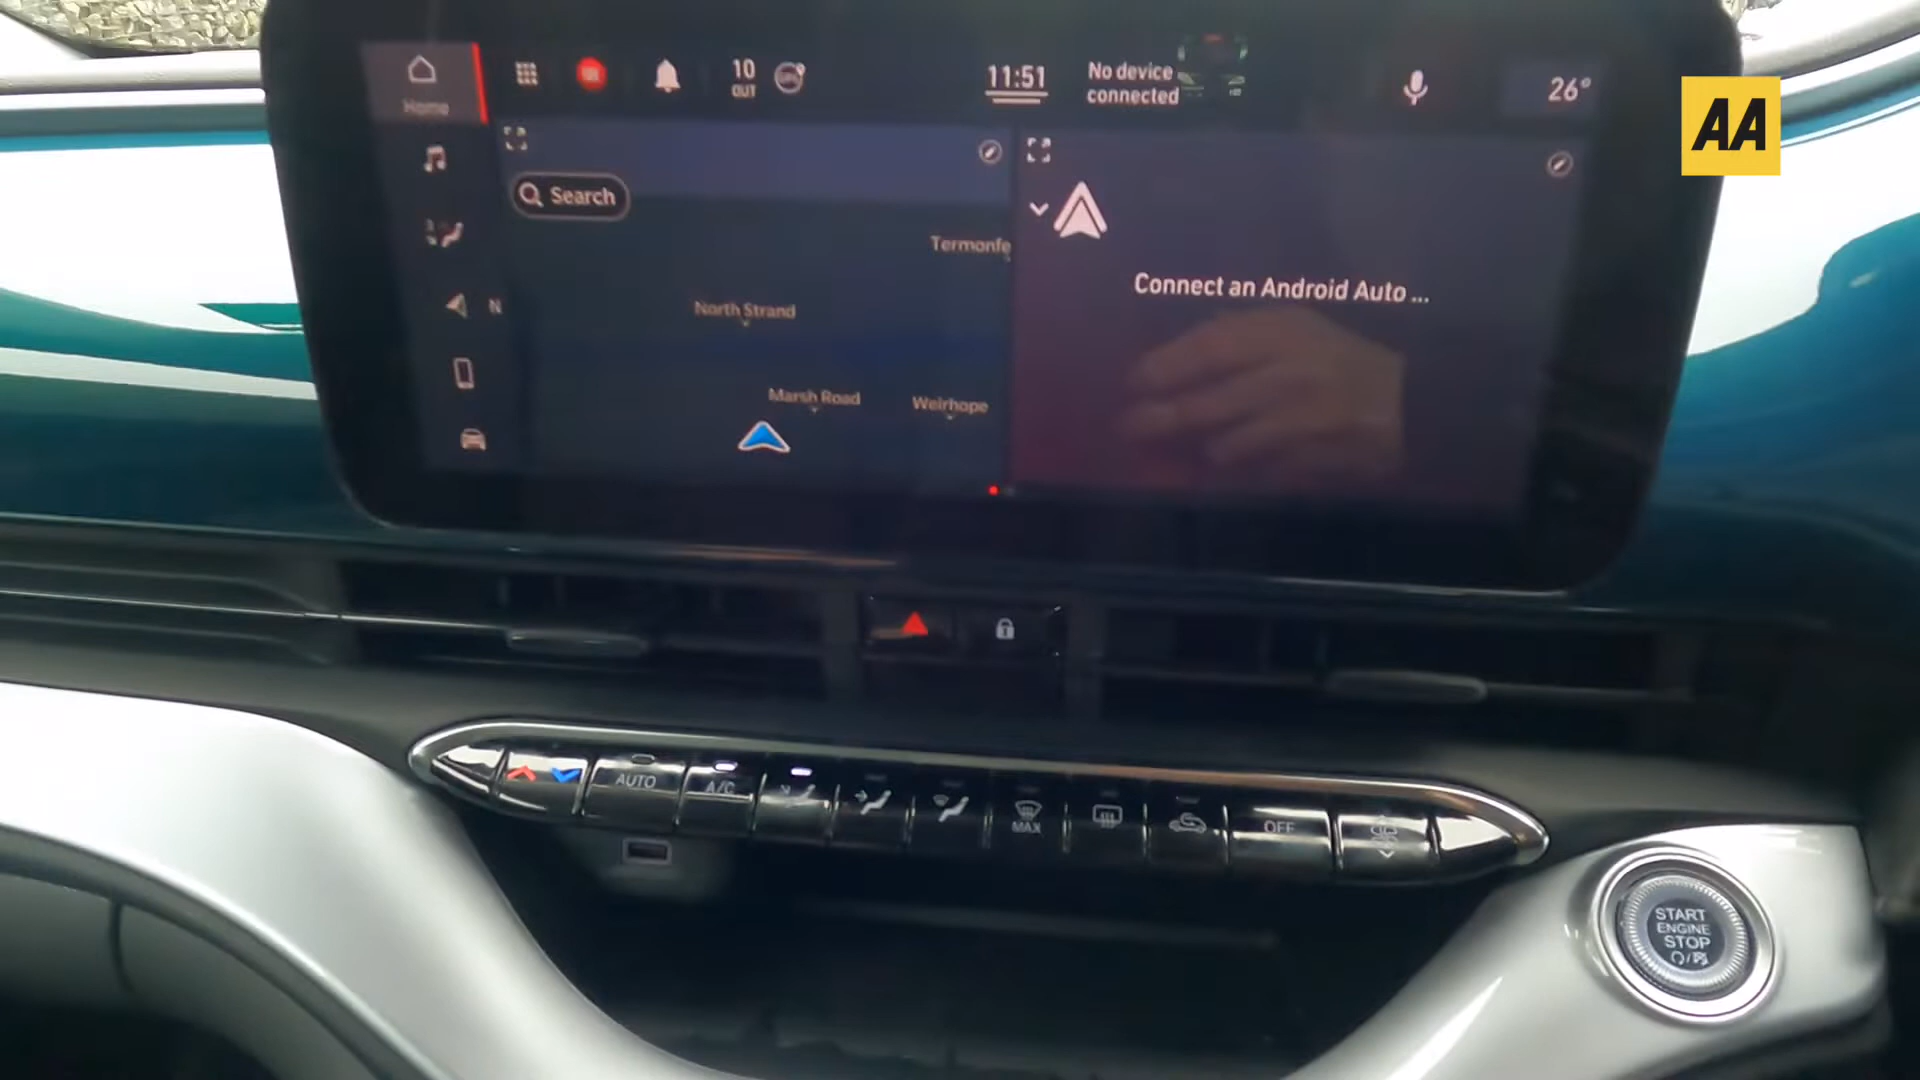 Home
10
OUT
11:51
No device
connected
26°
AA
Search
N
Termonfe
North Strand
Marsh Road
Weirhope
Connect an Android Auto ...
AUTO
A/C
MAX
OFF
START
ENGINE
STOP